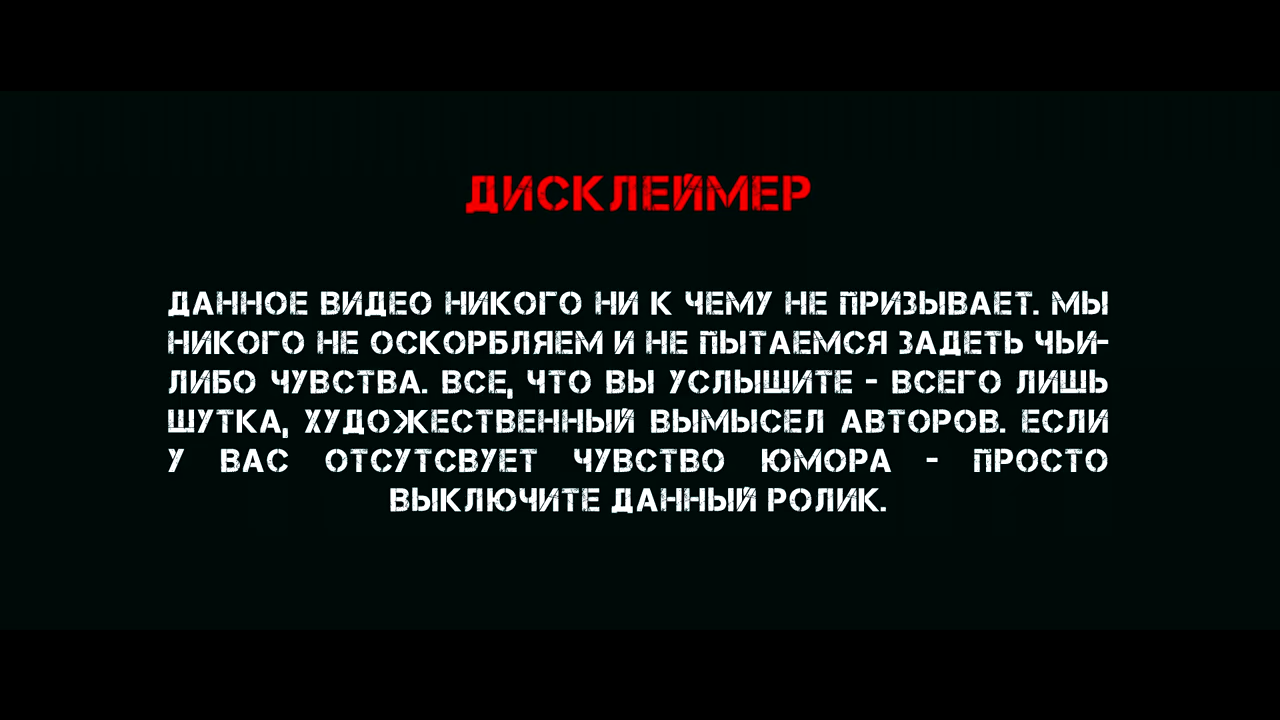 ДИСКЛЕЙМЕР
ДАННОЕ ВИДЕО НИКОГО НИ К ЧЕМУ НЕ ПРИЗЫВАЕТ. МЫ
НИКОГО НЕ ОСКОРБЛЯЕМ И НЕ ПЫТАЕМСЯ ЗАДЕТЬ ЧЬИ-
ЛИБО ЧУВСТВА. ВСЕ, ЧТО ВЫ УСЛЫШИТЕ - ВСЕГО ЛИШЬ
ШУТКА, ХУДОЖЕСТВЕННЫЙ ВЫМЫСЕЛ АВТОРОВ. ЕСЛИ
У ВАС ОТСУТСВУЕТ ЧУВСТВО ЮМОРА - ПРОСТО
ВЫКЛЮЧИТЕ ДАННЫЙ РОЛИК.